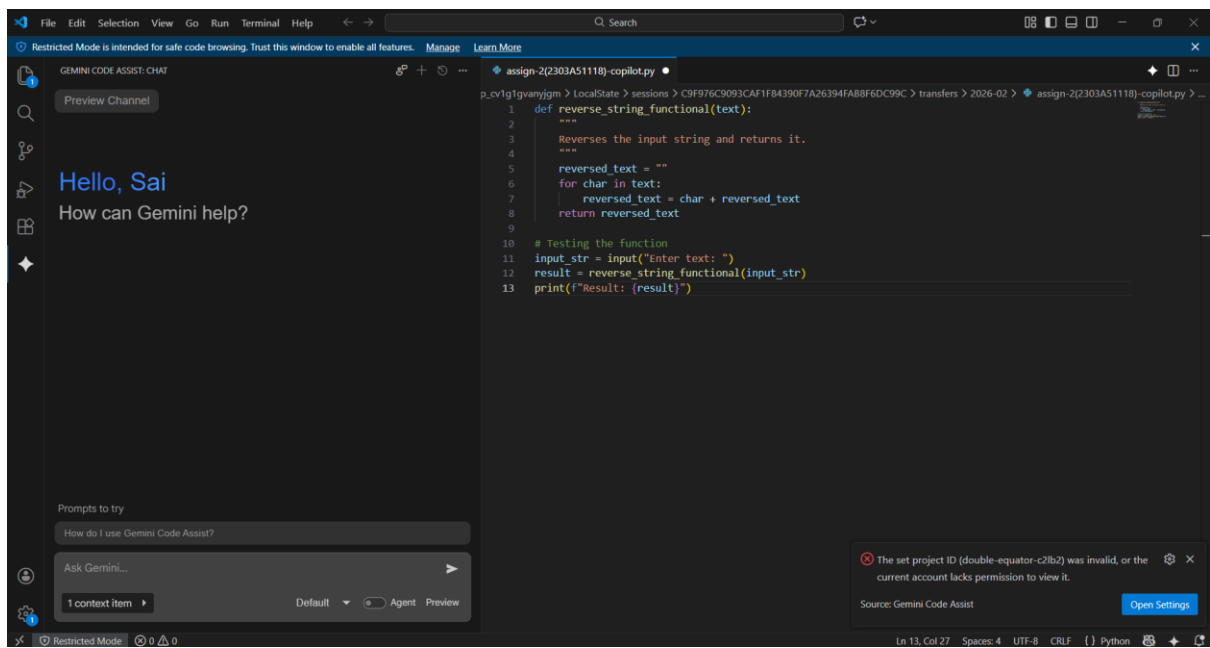 File Edit Selection View Go Run Terminal Help
Search
Restricted Mode is intended for safe code browsing. Trust this window to enable all features. Manage Learn More
GEMINI CODE ASSIST: CHAT
Preview Channel
Hello, Sai
How can Gemini help?
Prompts to try
How do I use Gemini Code Assist?
Ask Gemini...
1 context item
Default
Agent Preview
assign-2(2303A51118)-copilot.py
LocalState > sessions > C9F976C9093CAF1F84390F7A26394FAB8F6DC99C > transfers > 2026-02 > assign-2(2303A51118)-copilot.py > ...
1 def reverse_string_functional(text):
2 """
3 Reverses the input string and returns it.
4 """
5 reversed_text = ""
6 for char in text:
7 reversed_text = char + reversed_text
8 return reversed_text
9
10 # Testing the function
11 input_str = input("Enter text: ")
12 result = reverse_string_functional(input_str)
13 print(f"Result: {result}")
The set project ID (double-equator-c2lb2) was invalid, or the
current account lacks permission to view it.
Source: Gemini Code Assist
Open Settings
Restricted Mode 0 0
Ln 13, Col 27 Spaces: 4 UTF-8 CRLF { } Python